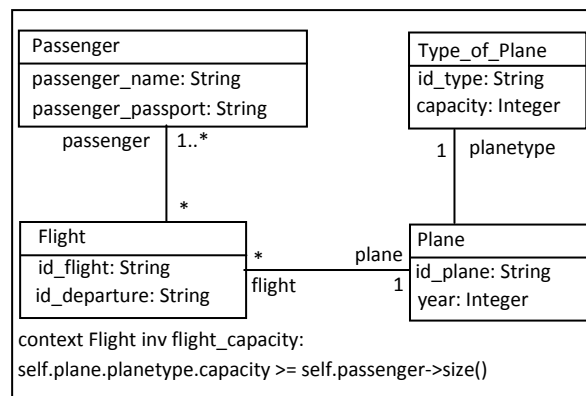 Passenger
passenger_name: String
passenger_passport: String
Type_of_Plane
id_type: String
capacity: Integer
passenger
1..*
1
planetype
*
Flight
id_flight: String
id_departure: String
*
flight
plane
1
Plane
id_plane: String
year: Integer
context Flight inv flight_capacity:
self.plane.planetype.capacity >= self.passenger->size()